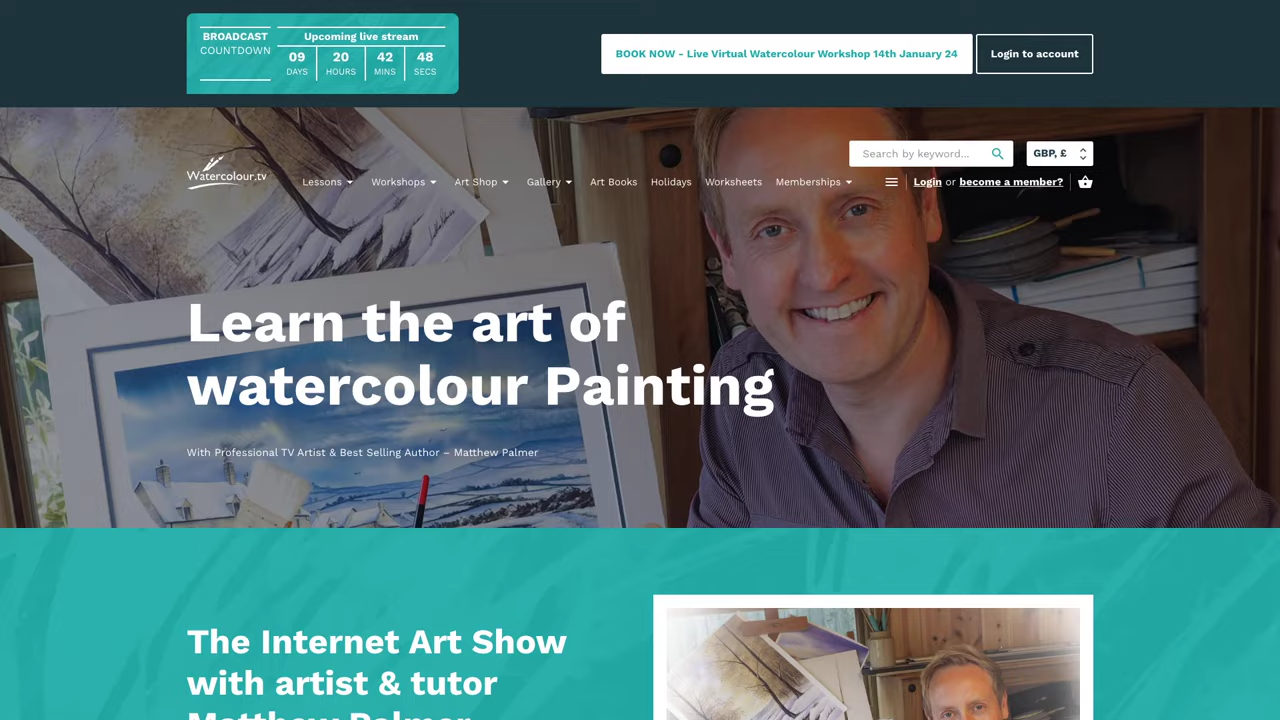 BROADCAST
COUNTDOWN
Upcoming live stream
09 20 42 48
DAYS HOURS MINS SECS
BOOK NOW - Live Virtual Watercolour Workshop 14th January 24
Login to account
Search by keyword...
GBP, £
Watercolour.tv
Lessons Workshops Art Shop Gallery Art Books Holidays Worksheets Memberships
Login or become a member?
Learn the art of
watercolour Painting
With Professional TV Artist & Best Selling Author – Matthew Palmer
The Internet Art Show
with artist & tutor
Matthew Palmer